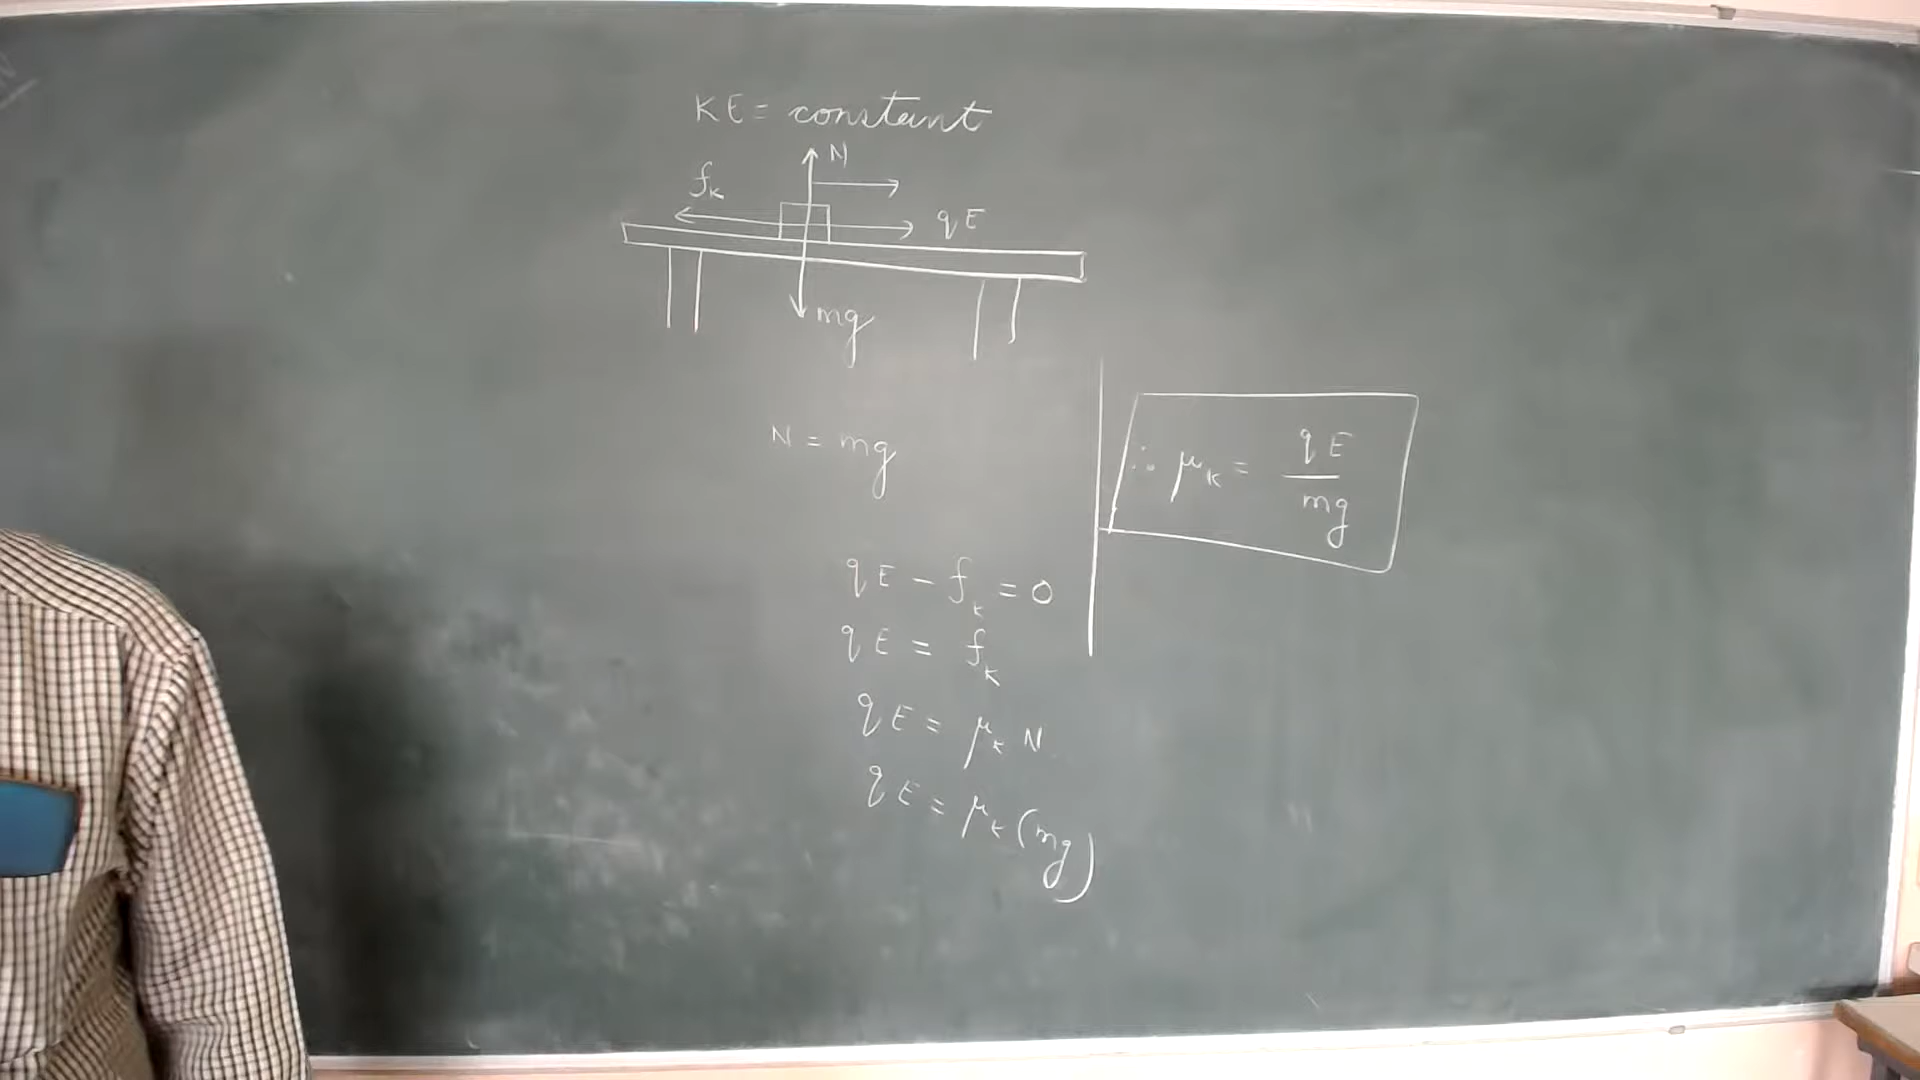 KE = constant
N
fₖ
qE
mg
N = mg
qE - fₖ = 0
qE = fₖ
qE = μₖ N
qE = μₖ (mg)
∴ μₖ = qE / mg